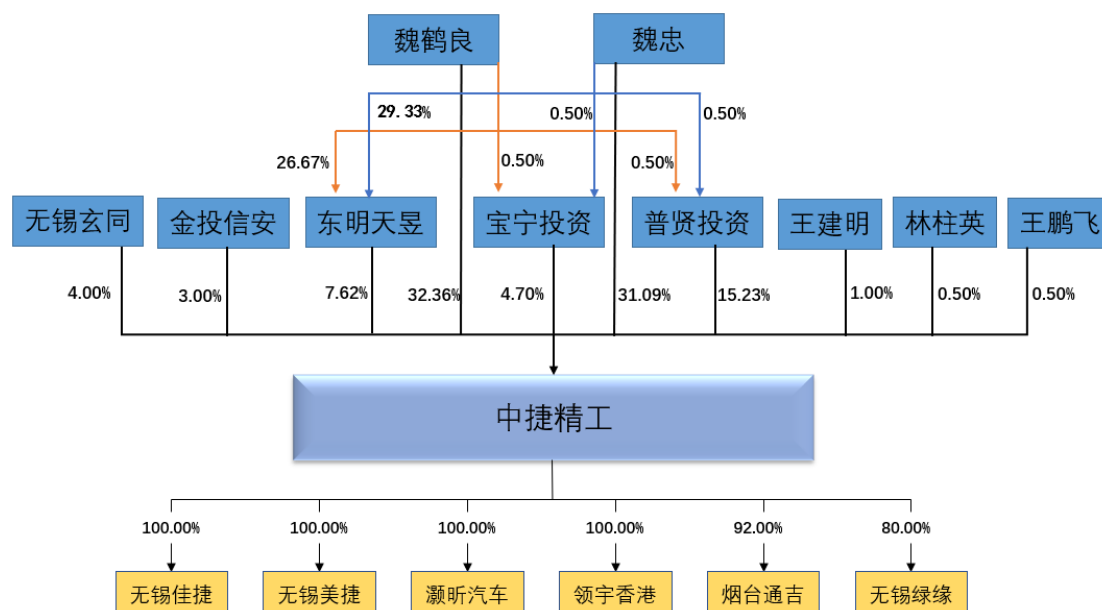 魏鹤良 魏忠
29.33% 0.50% 0.50%
26.67% 0.50% 0.50%
无锡玄同 金投信安 东明天昱 宝宁投资 普贤投资 王建明 林柱英 王鹏飞
4.00% 3.00% 7.62% 32.36% 4.70% 31.09% 15.23% 1.00% 0.50% 0.50%
中捷精工
100.00% 100.00% 100.00% 100.00% 92.00% 80.00%
无锡佳捷 无锡美捷 灏昕汽车 领宇香港 烟台通吉 无锡绿缘